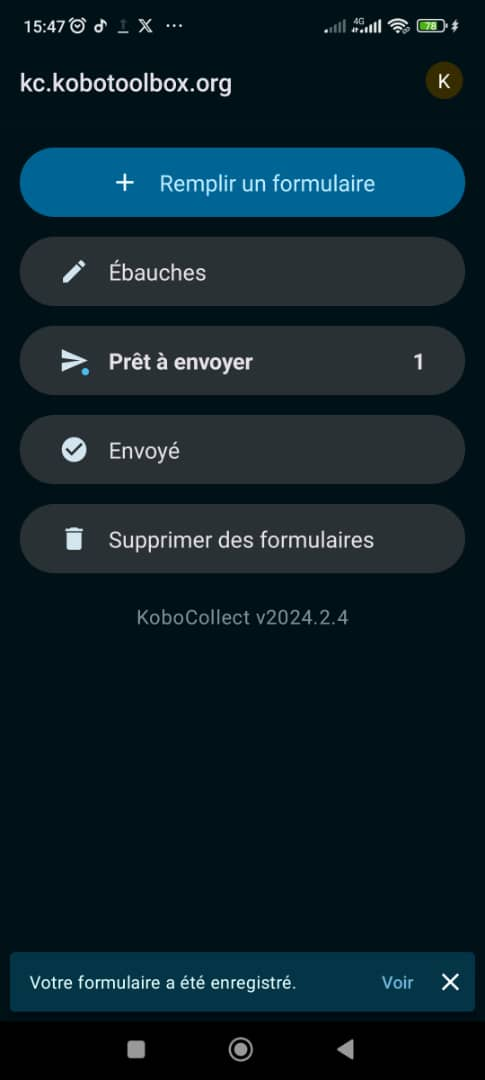 15:47
4G
78
kc.kobotoolbox.org
K
Remplir un formulaire
Ébauches
Prêt à envoyer 1
Envoyé
Supprimer des formulaires
KoboCollect v2024.2.4
Votre formulaire a été enregistré. Voir